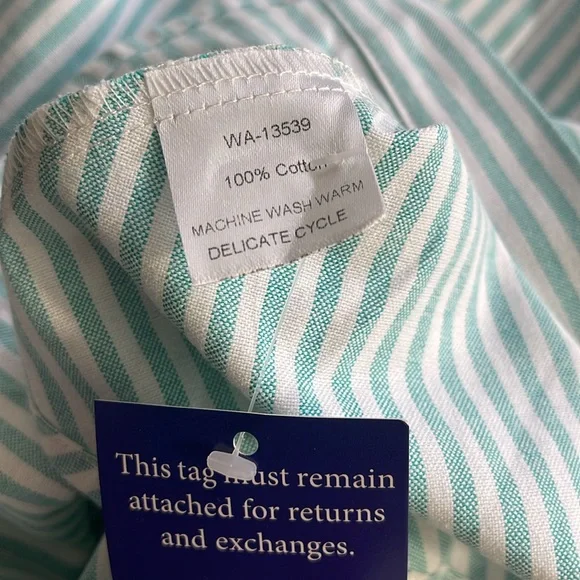 WA-13539
100% Cotton
MACHINE WASH WARM
DELICATE CYCLE
This tag must remain
attached for returns
and exchanges.